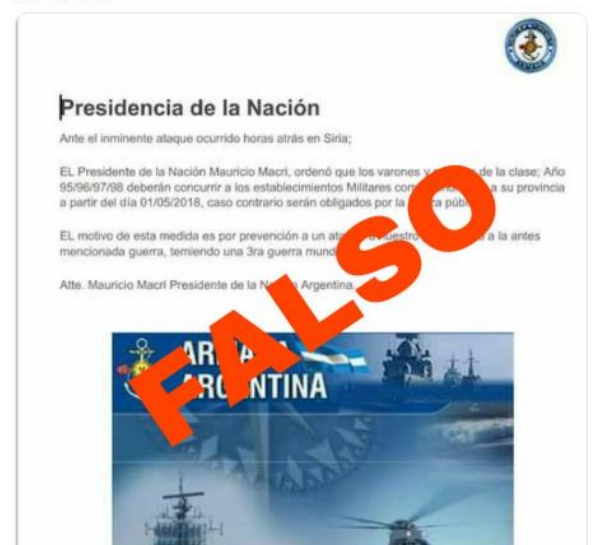 Presidencia de la Nación
Ante el inminente ataque ocurrido horas atrás en Siria;
EL Presidente de la Nación Mauricio Macri, ordenó que los varones y de la clase; Año
95/96/97/98 deberán concurrir a los establecimientos Militares a su provincia
a partir del día 01/05/2018, caso contrario serán obligados por la
EL motivo de esta medida es por prevención a un a la antes
mencionada guerra, temiendo una 3ra guerra
Atte. Mauricio Macri Presidente de la Argentina.
FALSO
ARGENTINA